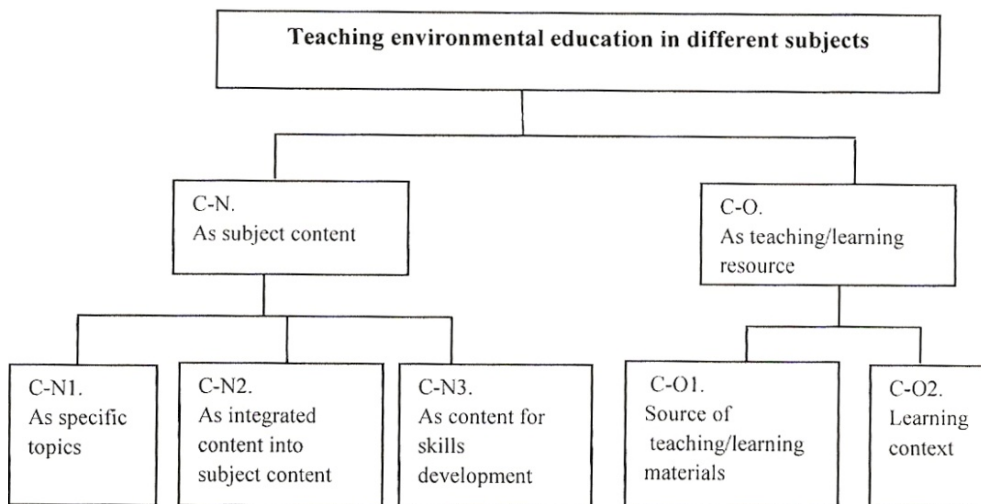 Teaching environmental education in different subjects
C-N.
As subject content
C-O.
As teaching/learning
resource
C-N1.
As specific
topics
C-N2.
As integrated
content into
subject content
C-N3.
As content for
skills
development
C-O1.
Source of
teaching/learning
materials
C-O2.
Learning
context